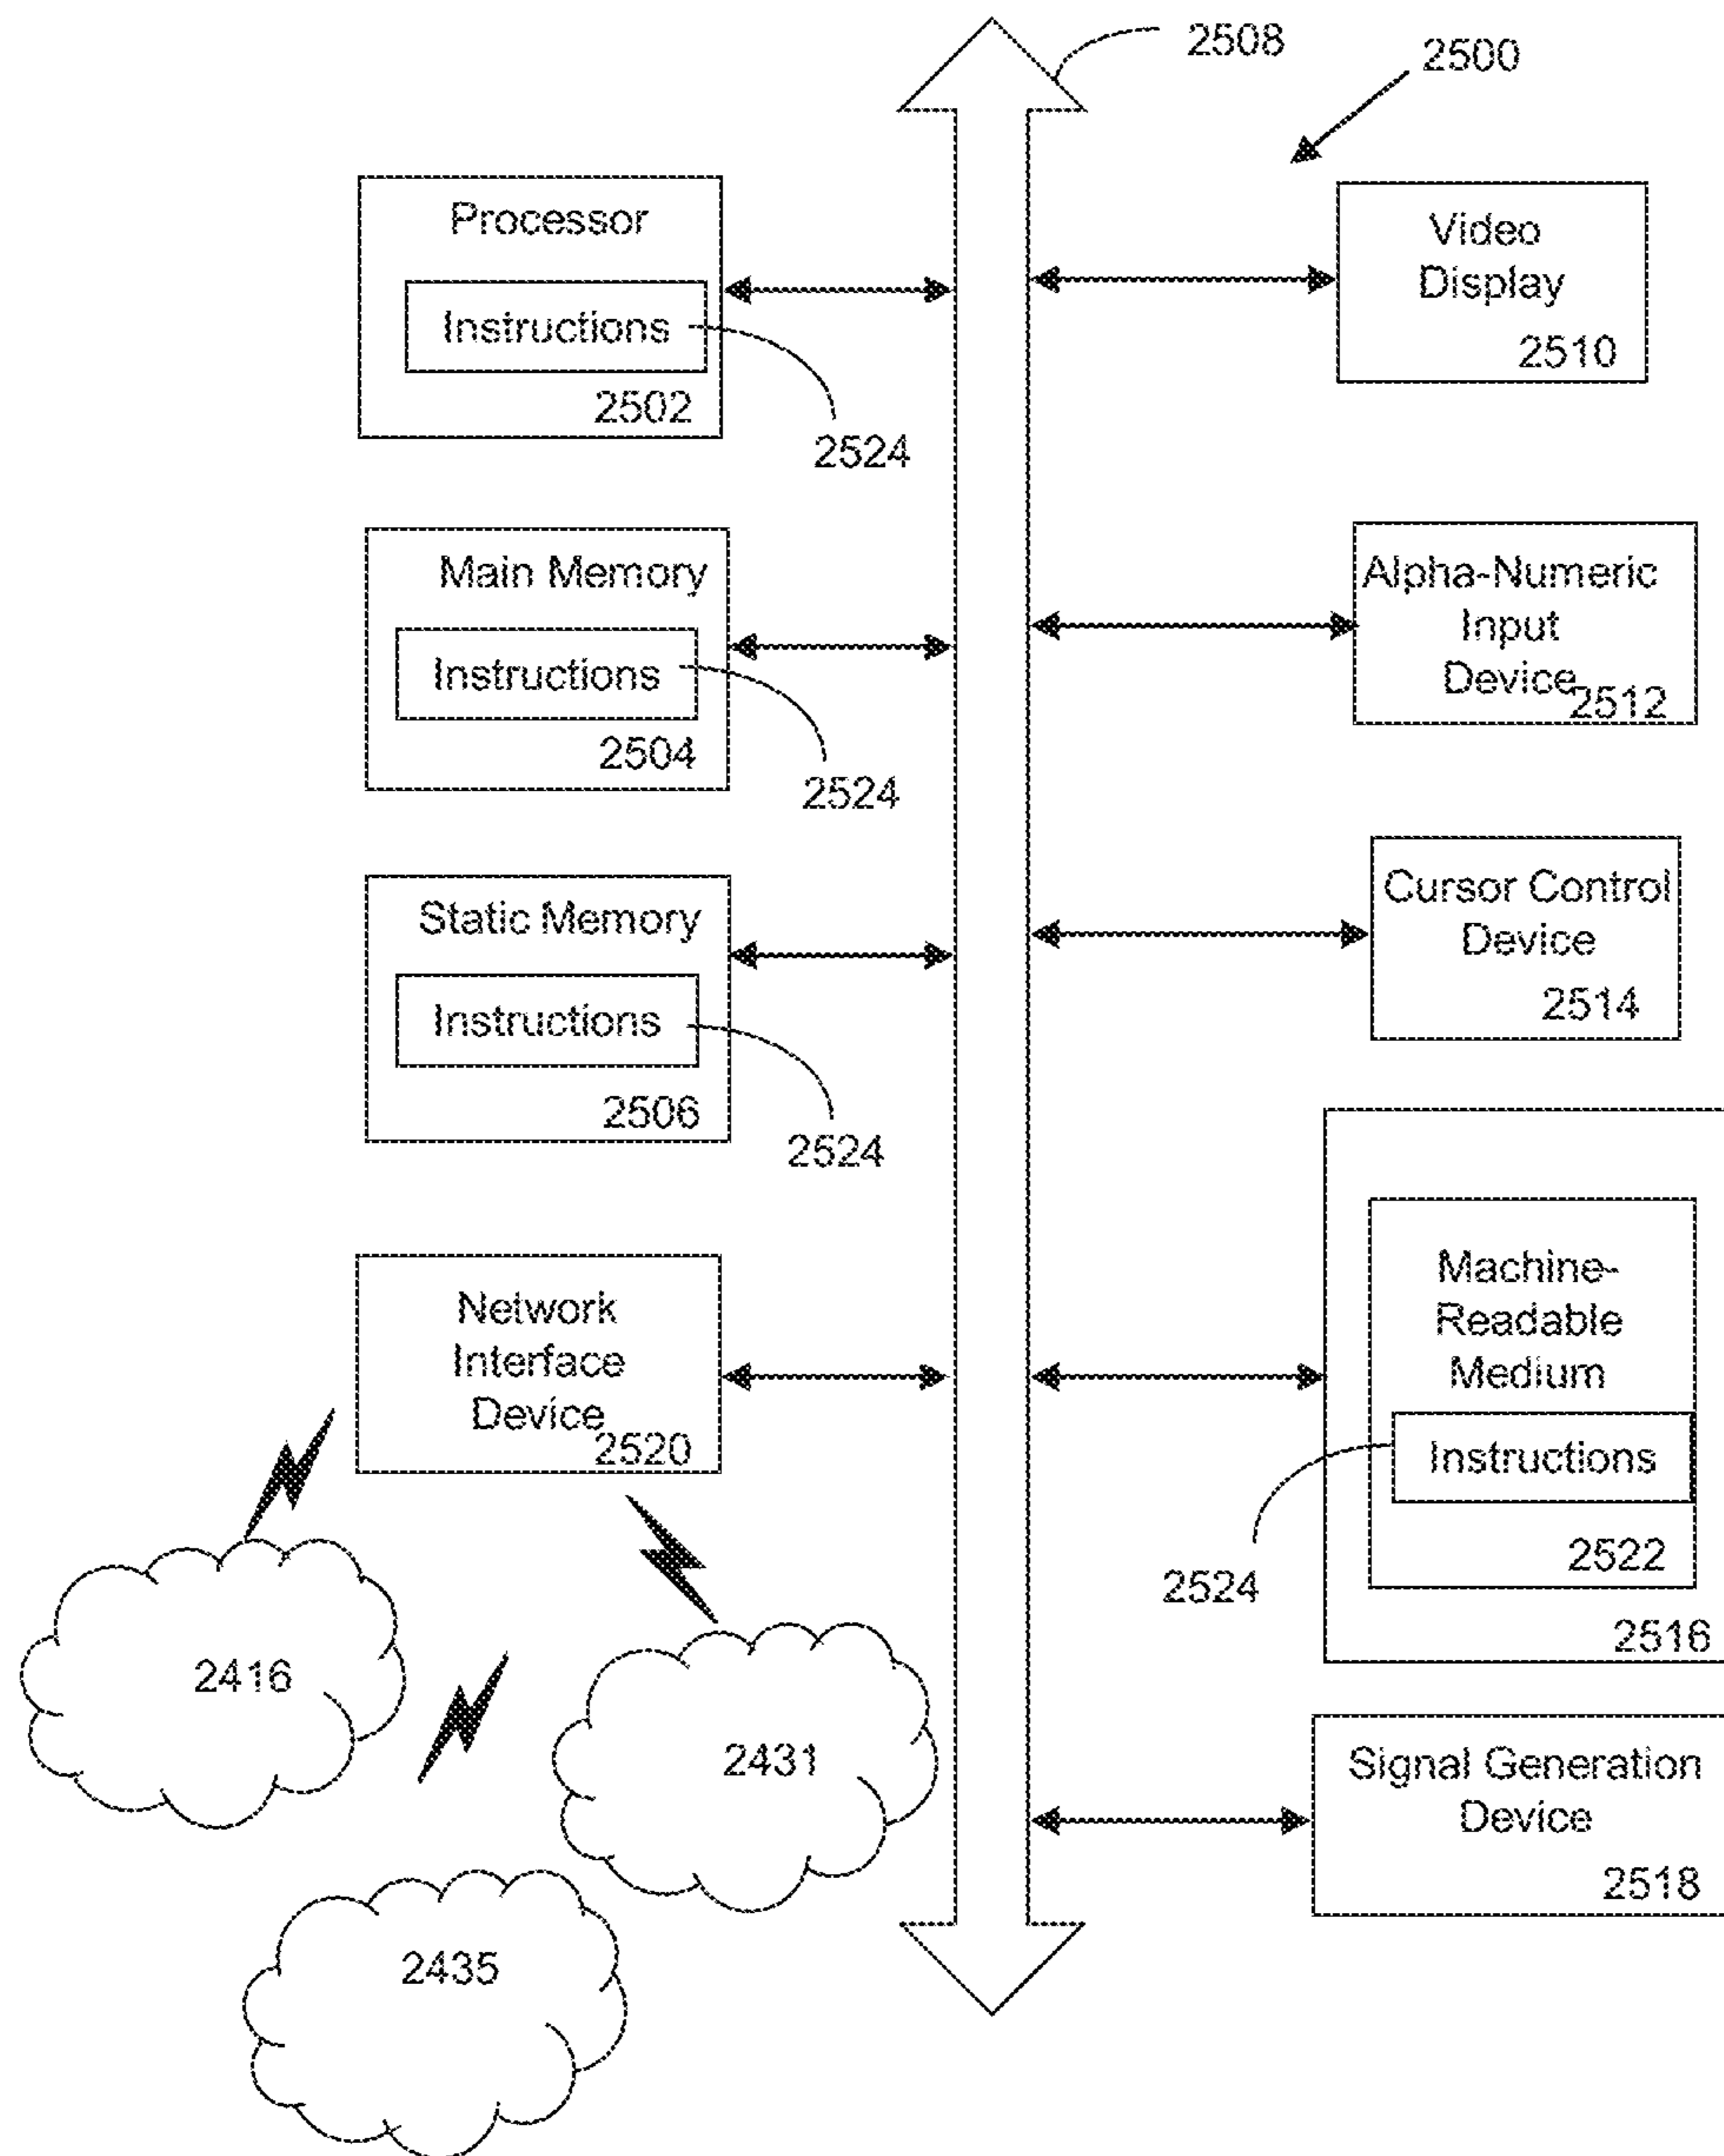 2508
2500
Processor
Instructions
2502
2524
Video
Display
2510
Main Memory
Instructions
2504
2524
Alpha-Numeric
Input
Device
2512
Static Memory
Instructions
2506
2524
Cursor Control
Device
2514
Network
Interface
Device
2520
Machine-
Readable
Medium
Instructions
2522
2524
2516
2416
2431
2435
Signal Generation
Device
2518